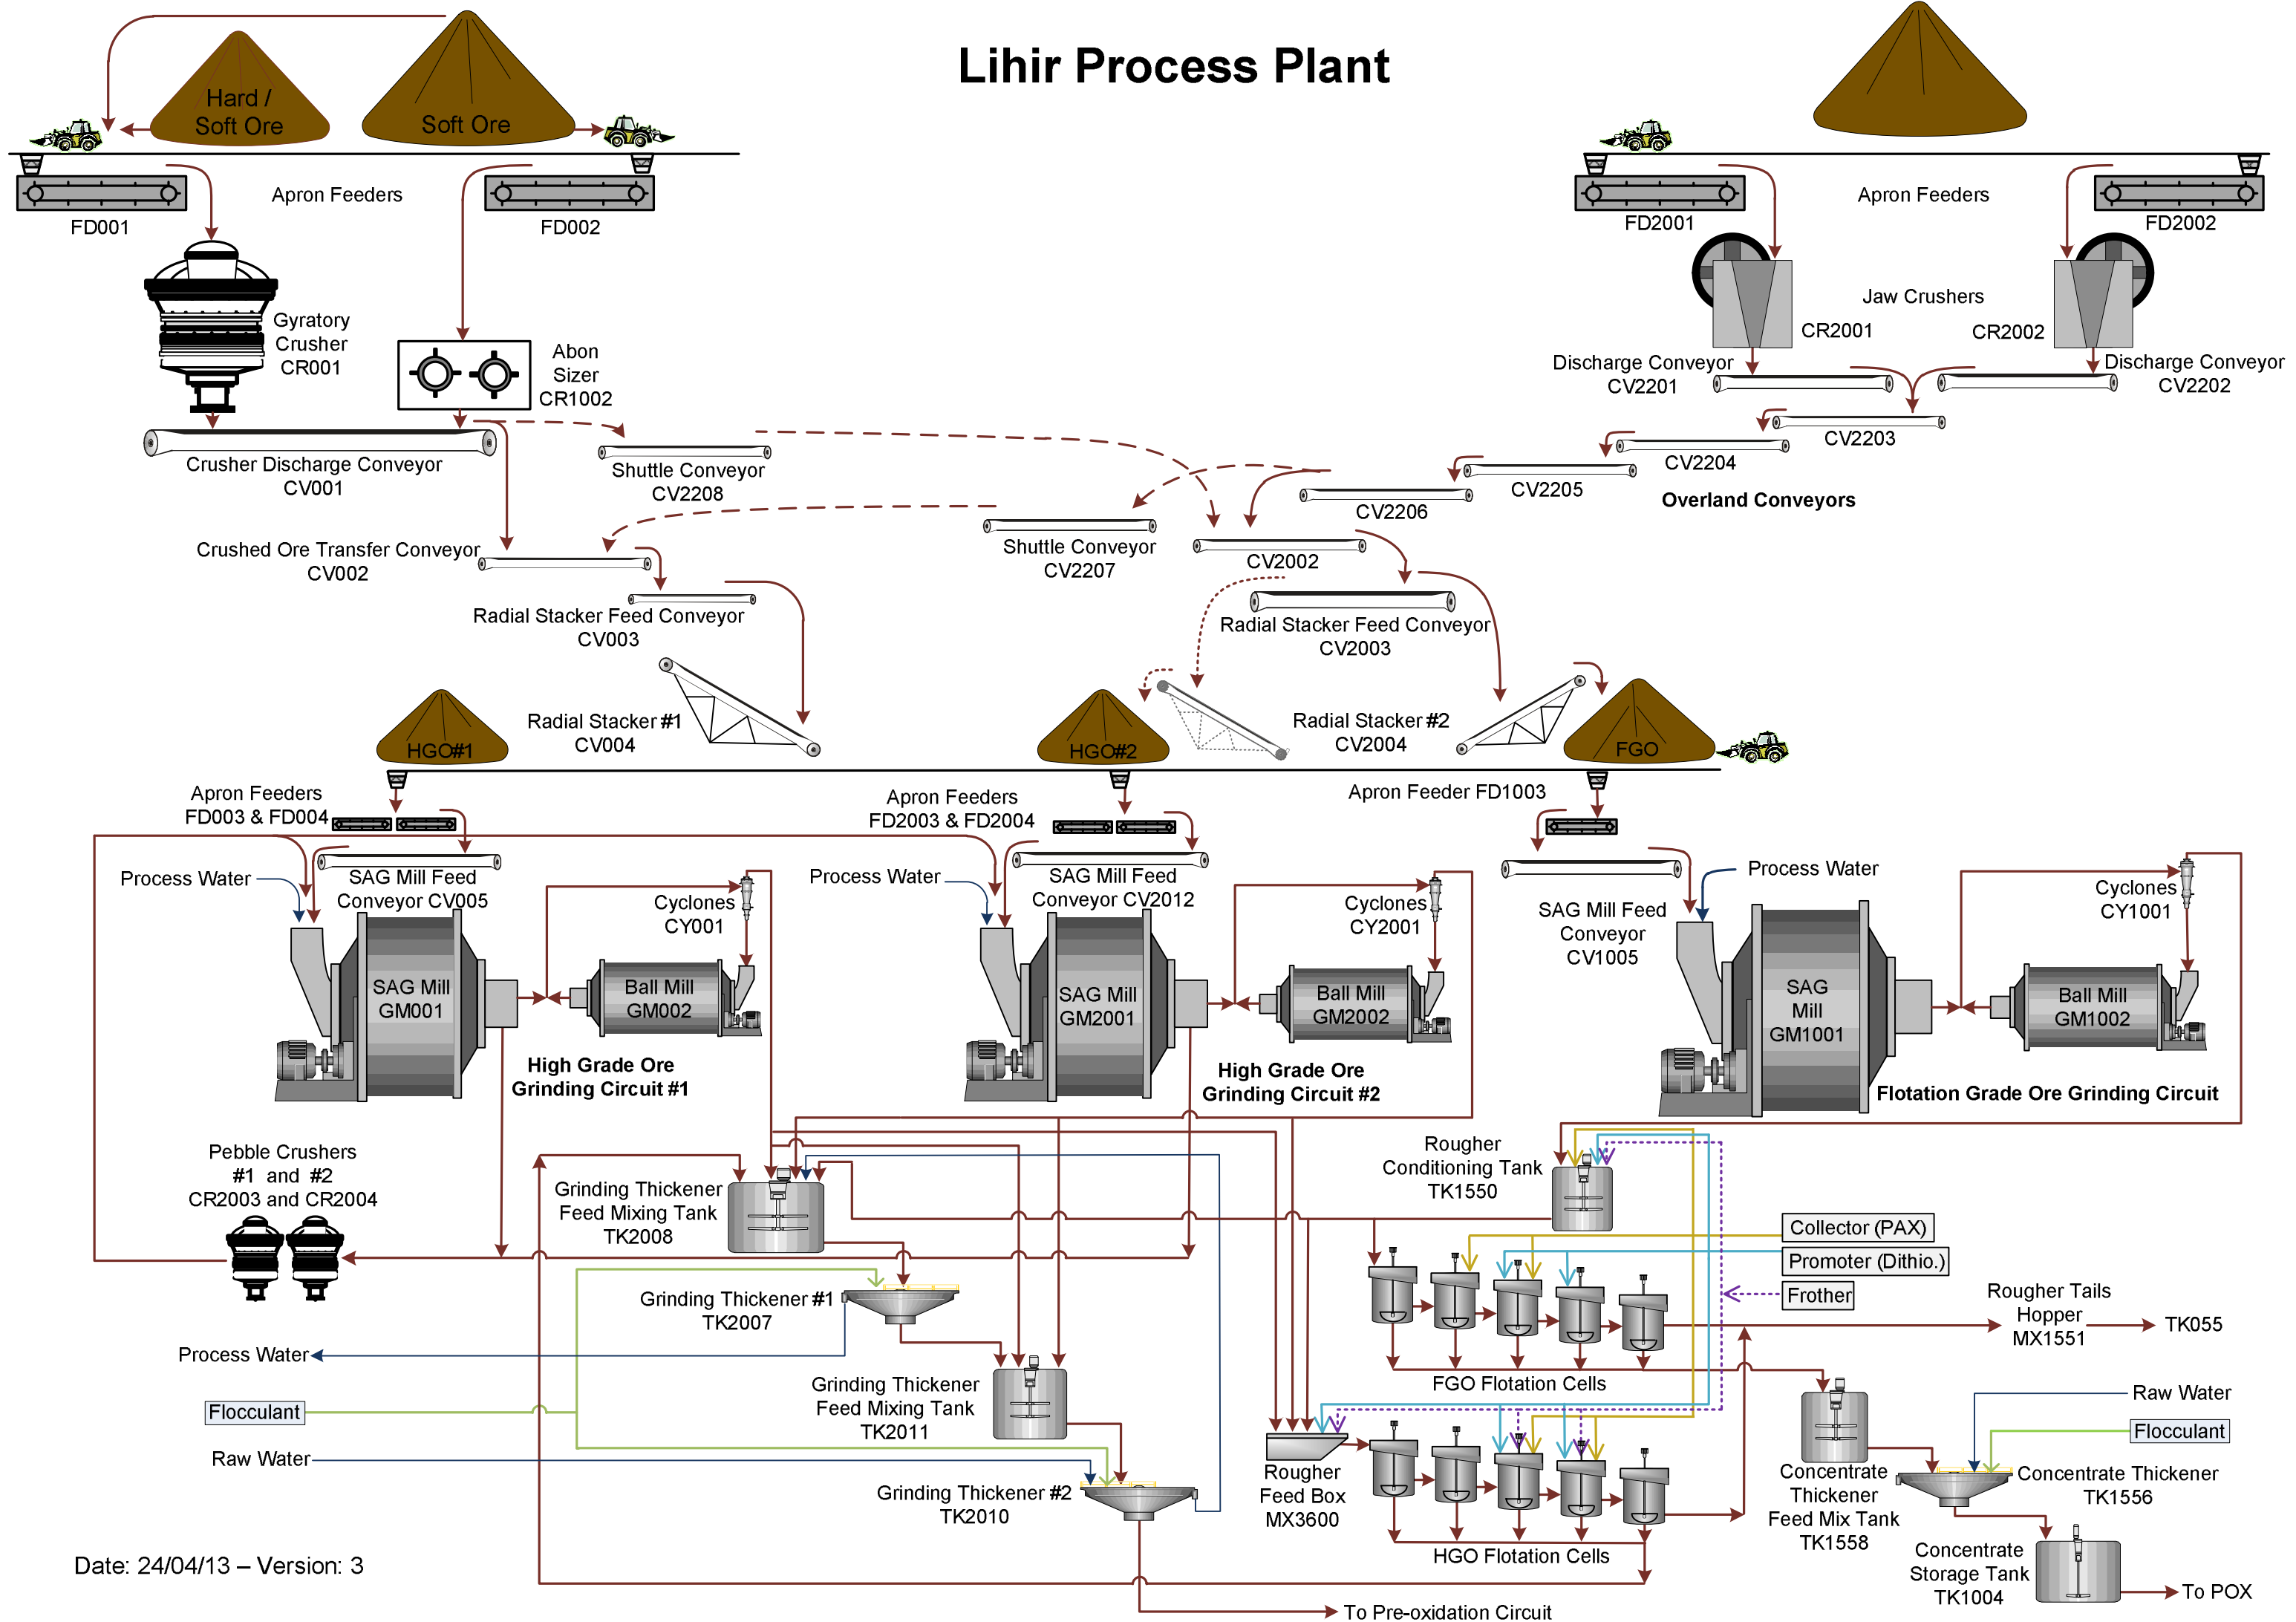 Lihir Process Plant
Hard /
Soft Ore
Soft Ore
Apron Feeders
FD001
FD002
Apron Feeders
FD2001
FD2002
Gyratory
Crusher
CR001
Abon
Sizer
CR1002
Jaw Crushers
CR2001
CR2002
Discharge Conveyor
CV2201
Discharge Conveyor
CV2202
CV2203
CV2204
CV2205
CV2206
Overland Conveyors
Crusher Discharge Conveyor
CV001
Shuttle Conveyor
CV2208
Crushed Ore Transfer Conveyor
CV002
Shuttle Conveyor
CV2207
CV2002
Radial Stacker Feed Conveyor
CV003
Radial Stacker Feed Conveyor
CV2003
HGO#1
Radial Stacker #1
CV004
HGO#2
Radial Stacker #2
CV2004
FGO
Apron Feeders
FD003 & FD004
Apron Feeders
FD2003 & FD2004
Apron Feeder FD1003
Process Water
SAG Mill Feed
Conveyor CV005
Cyclones
CY001
Process Water
SAG Mill Feed
Conveyor CV2012
Cyclones
CY2001
SAG Mill Feed
Conveyor
CV1005
Process Water
Cyclones
CY1001
SAG Mill
GM001
Ball Mill
GM002
SAG Mill
GM2001
Ball Mill
GM2002
SAG
Mill
GM1001
Ball Mill
GM1002
High Grade Ore
Grinding Circuit #1
High Grade Ore
Grinding Circuit #2
Flotation Grade Ore Grinding Circuit
Pebble Crushers
#1 and #2
CR2003 and CR2004
Grinding Thickener
Feed Mixing Tank
TK2008
Rougher
Conditioning Tank
TK1550
Collector (PAX)
Promoter (Dithio.)
Frother
Grinding Thickener #1
TK2007
Rougher Tails
Hopper
MX1551
TK055
Process Water
Grinding Thickener
Feed Mixing Tank
TK2011
FGO Flotation Cells
Flocculant
Raw Water
Raw Water
Flocculant
Grinding Thickener #2
TK2010
Rougher
Feed Box
MX3600
Concentrate
Thickener
Feed Mix Tank
TK1558
Concentrate Thickener
TK1556
HGO Flotation Cells
Concentrate
Storage Tank
TK1004
To POX
To Pre-oxidation Circuit
Date: 24/04/13 – Version: 3